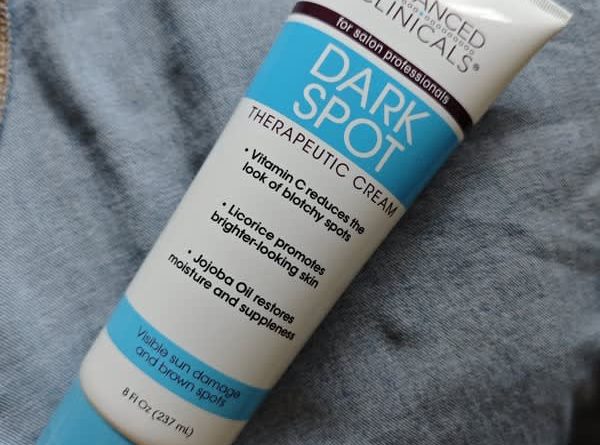 CLINICALS®
for salon professionals
DARK
SPOT
THERAPEUTIC CREAM
• Vitamin C reduces the
look of blotchy spots
• Licorice promotes
brighter-looking skin
• Jojoba Oil restores
moisture and suppleness
Visible sun damage
and brown spots
8 Fl Oz (237 mL)